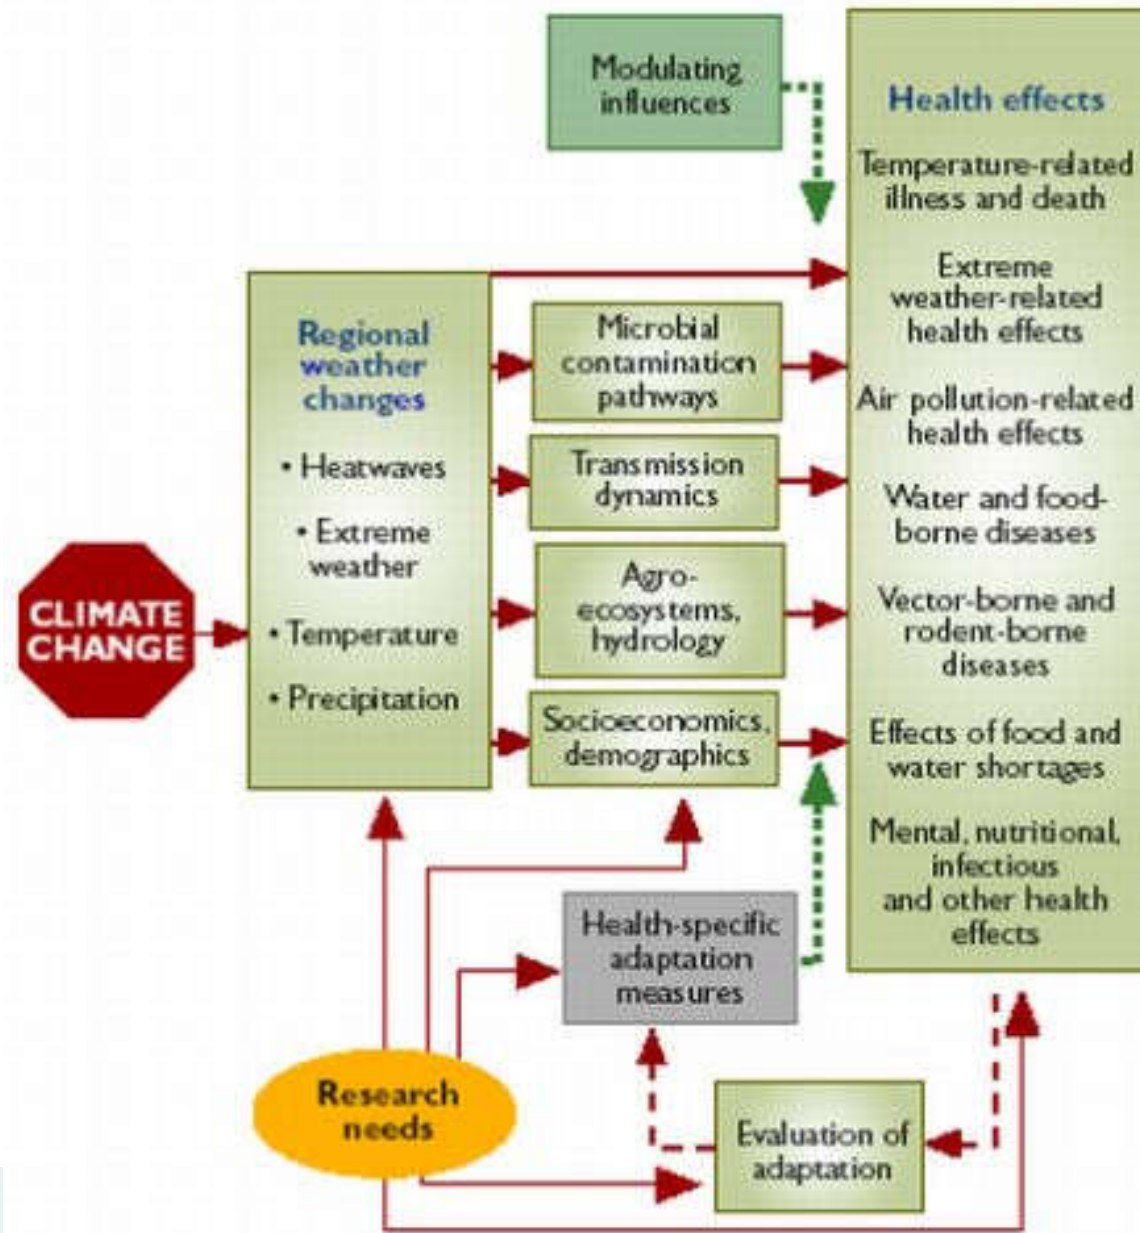 Modulating
influences
Health effects
Temperature-related
illness and death
Extreme
weather-related
health effects
Air pollution-related
health effects
Water and food-
borne diseases
Vector-borne and
rodent-borne
diseases
Effects of food and
water shortages
Mental, nutritional,
infectious
and other health
effects
Regional
weather
changes
• Heatwaves
• Extreme
weather
• Temperature
• Precipitation
Microbial
contamination
pathways
Transmission
dynamics
Agro-
ecosystems,
hydrology
Socioeconomics,
demographics
CLIMATE
CHANGE
Health-specific
adaptation
measures
Research
needs
Evaluation of
adaptation